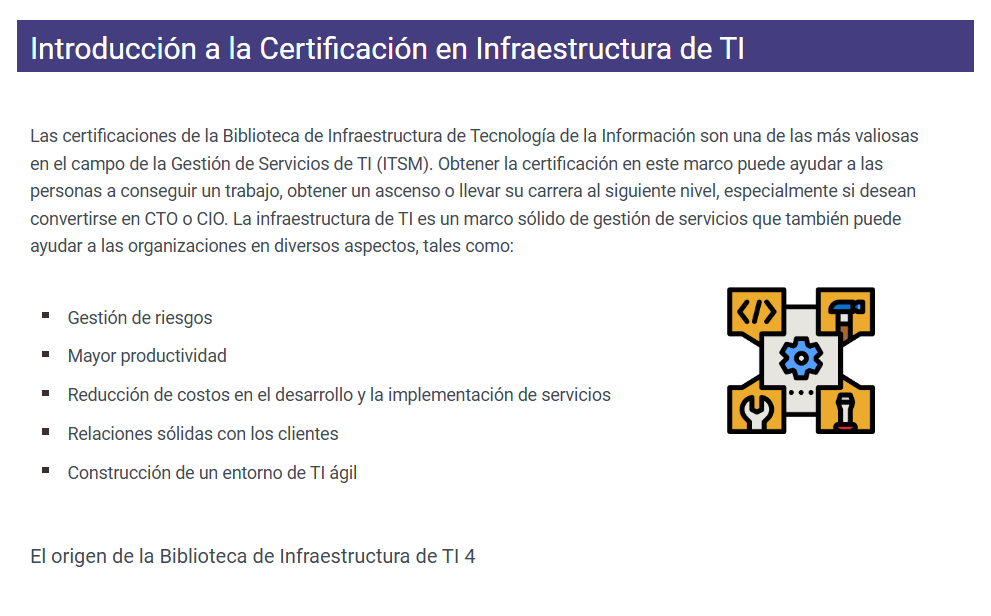 Introducción a la Certificación en Infraestructura de TI
Las certificaciones de la Biblioteca de Infraestructura de Tecnología de la Información son una de las más valiosas
en el campo de la Gestión de Servicios de TI (ITSM). Obtener la certificación en este marco puede ayudar a las
personas a conseguir un trabajo, obtener un ascenso o llevar su carrera al siguiente nivel, especialmente si desean
convertirse en CTO o CIO. La infraestructura de TI es un marco sólido de gestión de servicios que también puede
ayudar a las organizaciones en diversos aspectos, tales como:
Gestión de riesgos
Mayor productividad
Reducción de costos en el desarrollo y la implementación de servicios
Relaciones sólidas con los clientes
Construcción de un entorno de TI ágil
</> 
El origen de la Biblioteca de Infraestructura de TI 4